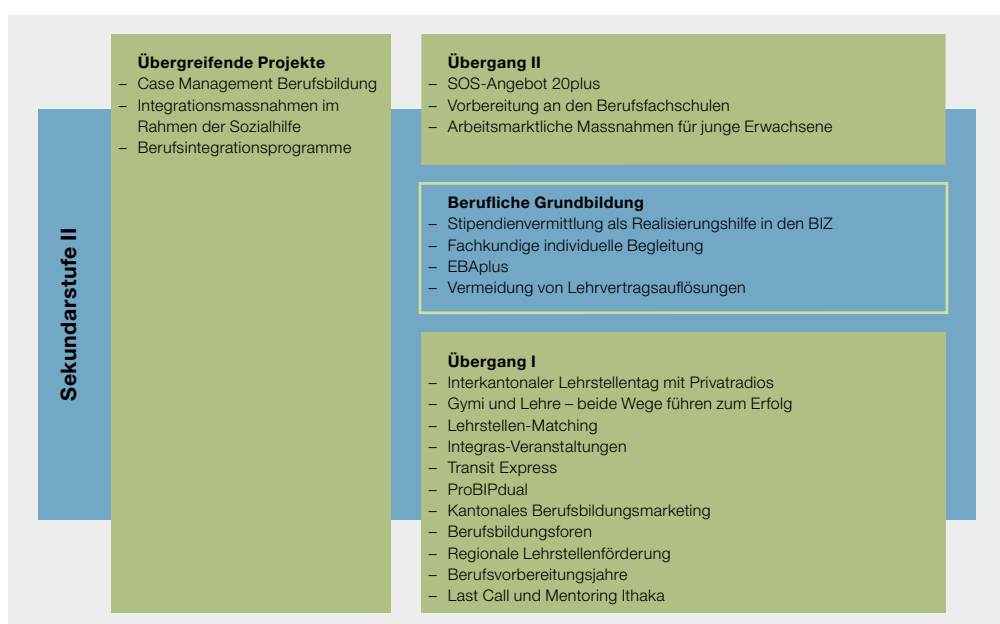 Sekundarstufe II
Übergreifende Projekte
– Case Management Berufsbildung
– Integrationsmassnahmen im
Rahmen der Sozialhilfe
– Berufsintegrationsprogramme
Übergang II
– SOS-Angebot 20plus
– Vorbereitung an den Berufsfachschulen
– Arbeitsmarktliche Massnahmen für junge Erwachsene
Berufliche Grundbildung
– Stipendienvermittlung als Realisierungshilfe in den BIZ
– Fachkundige individuelle Begleitung
– EBAplus
– Vermeidung von Lehrvertragsauflösungen
Übergang I
– Interkantonaler Lehrstellentag mit Privatradios
– Gymi und Lehre – beide Wege führen zum Erfolg
– Lehrstellen-Matching
– Integras-Veranstaltungen
– Transit Express
– ProBIPdual
– Kantonales Berufsbildungsmarketing
– Berufsbildungsforen
– Regionale Lehrstellenförderung
– Berufsvorbereitungsjahre
– Last Call und Mentoring Ithaka